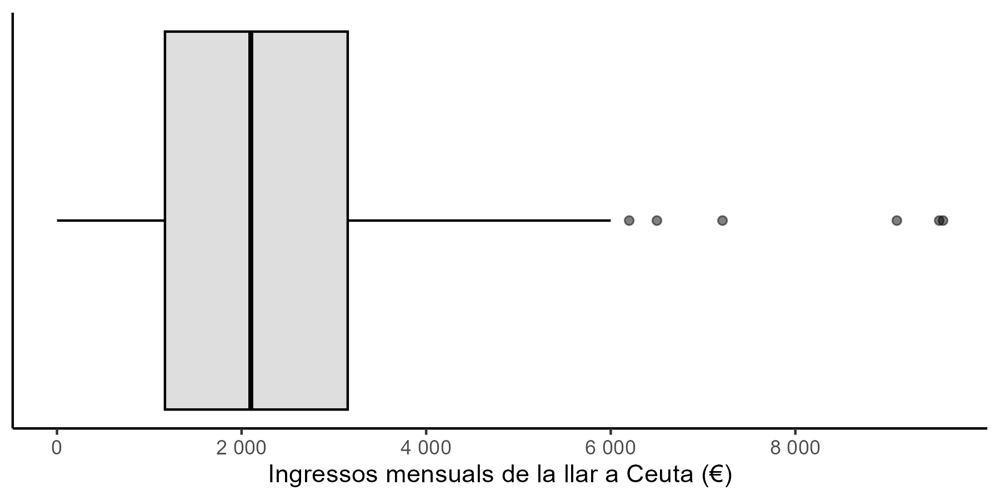 0 2 000 4 000 6 000 8 000
Ingressos mensuals de la llar a Ceuta (€)